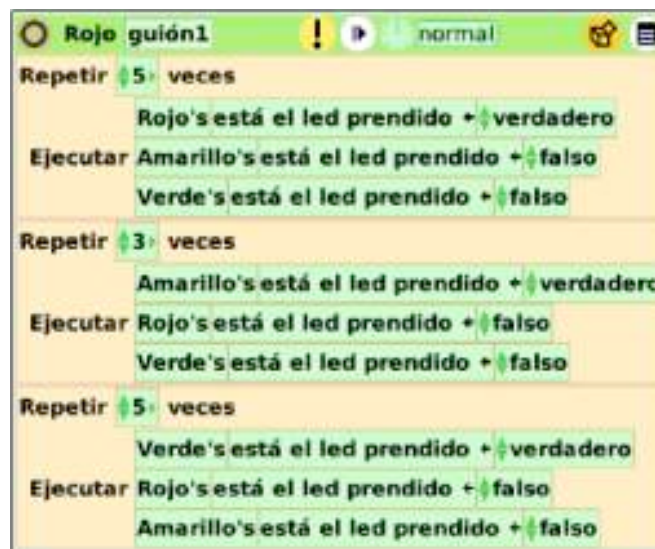 Rojo guión1 ! normal
Repetir 5 veces
Rojo's está el led prendido verdadero
Ejecutar Amarillo's está el led prendido falso
Verde's está el led prendido falso
Repetir 3 veces
Amarillo's está el led prendido verdadero
Ejecutar Rojo's está el led prendido falso
Verde's está el led prendido falso
Repetir 5 veces
Verde's está el led prendido verdadero
Ejecutar Rojo's está el led prendido falso
Amarillo's está el led prendido falso